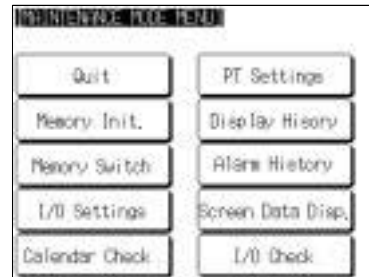 [MAINTENANCE MODE MENU]
Quit
PT Settings
Memory Init.
Display Hisory
Memory Switch
Alarm History
I/O Settings
Screen Data Disp.
Calendar Check
I/O Check